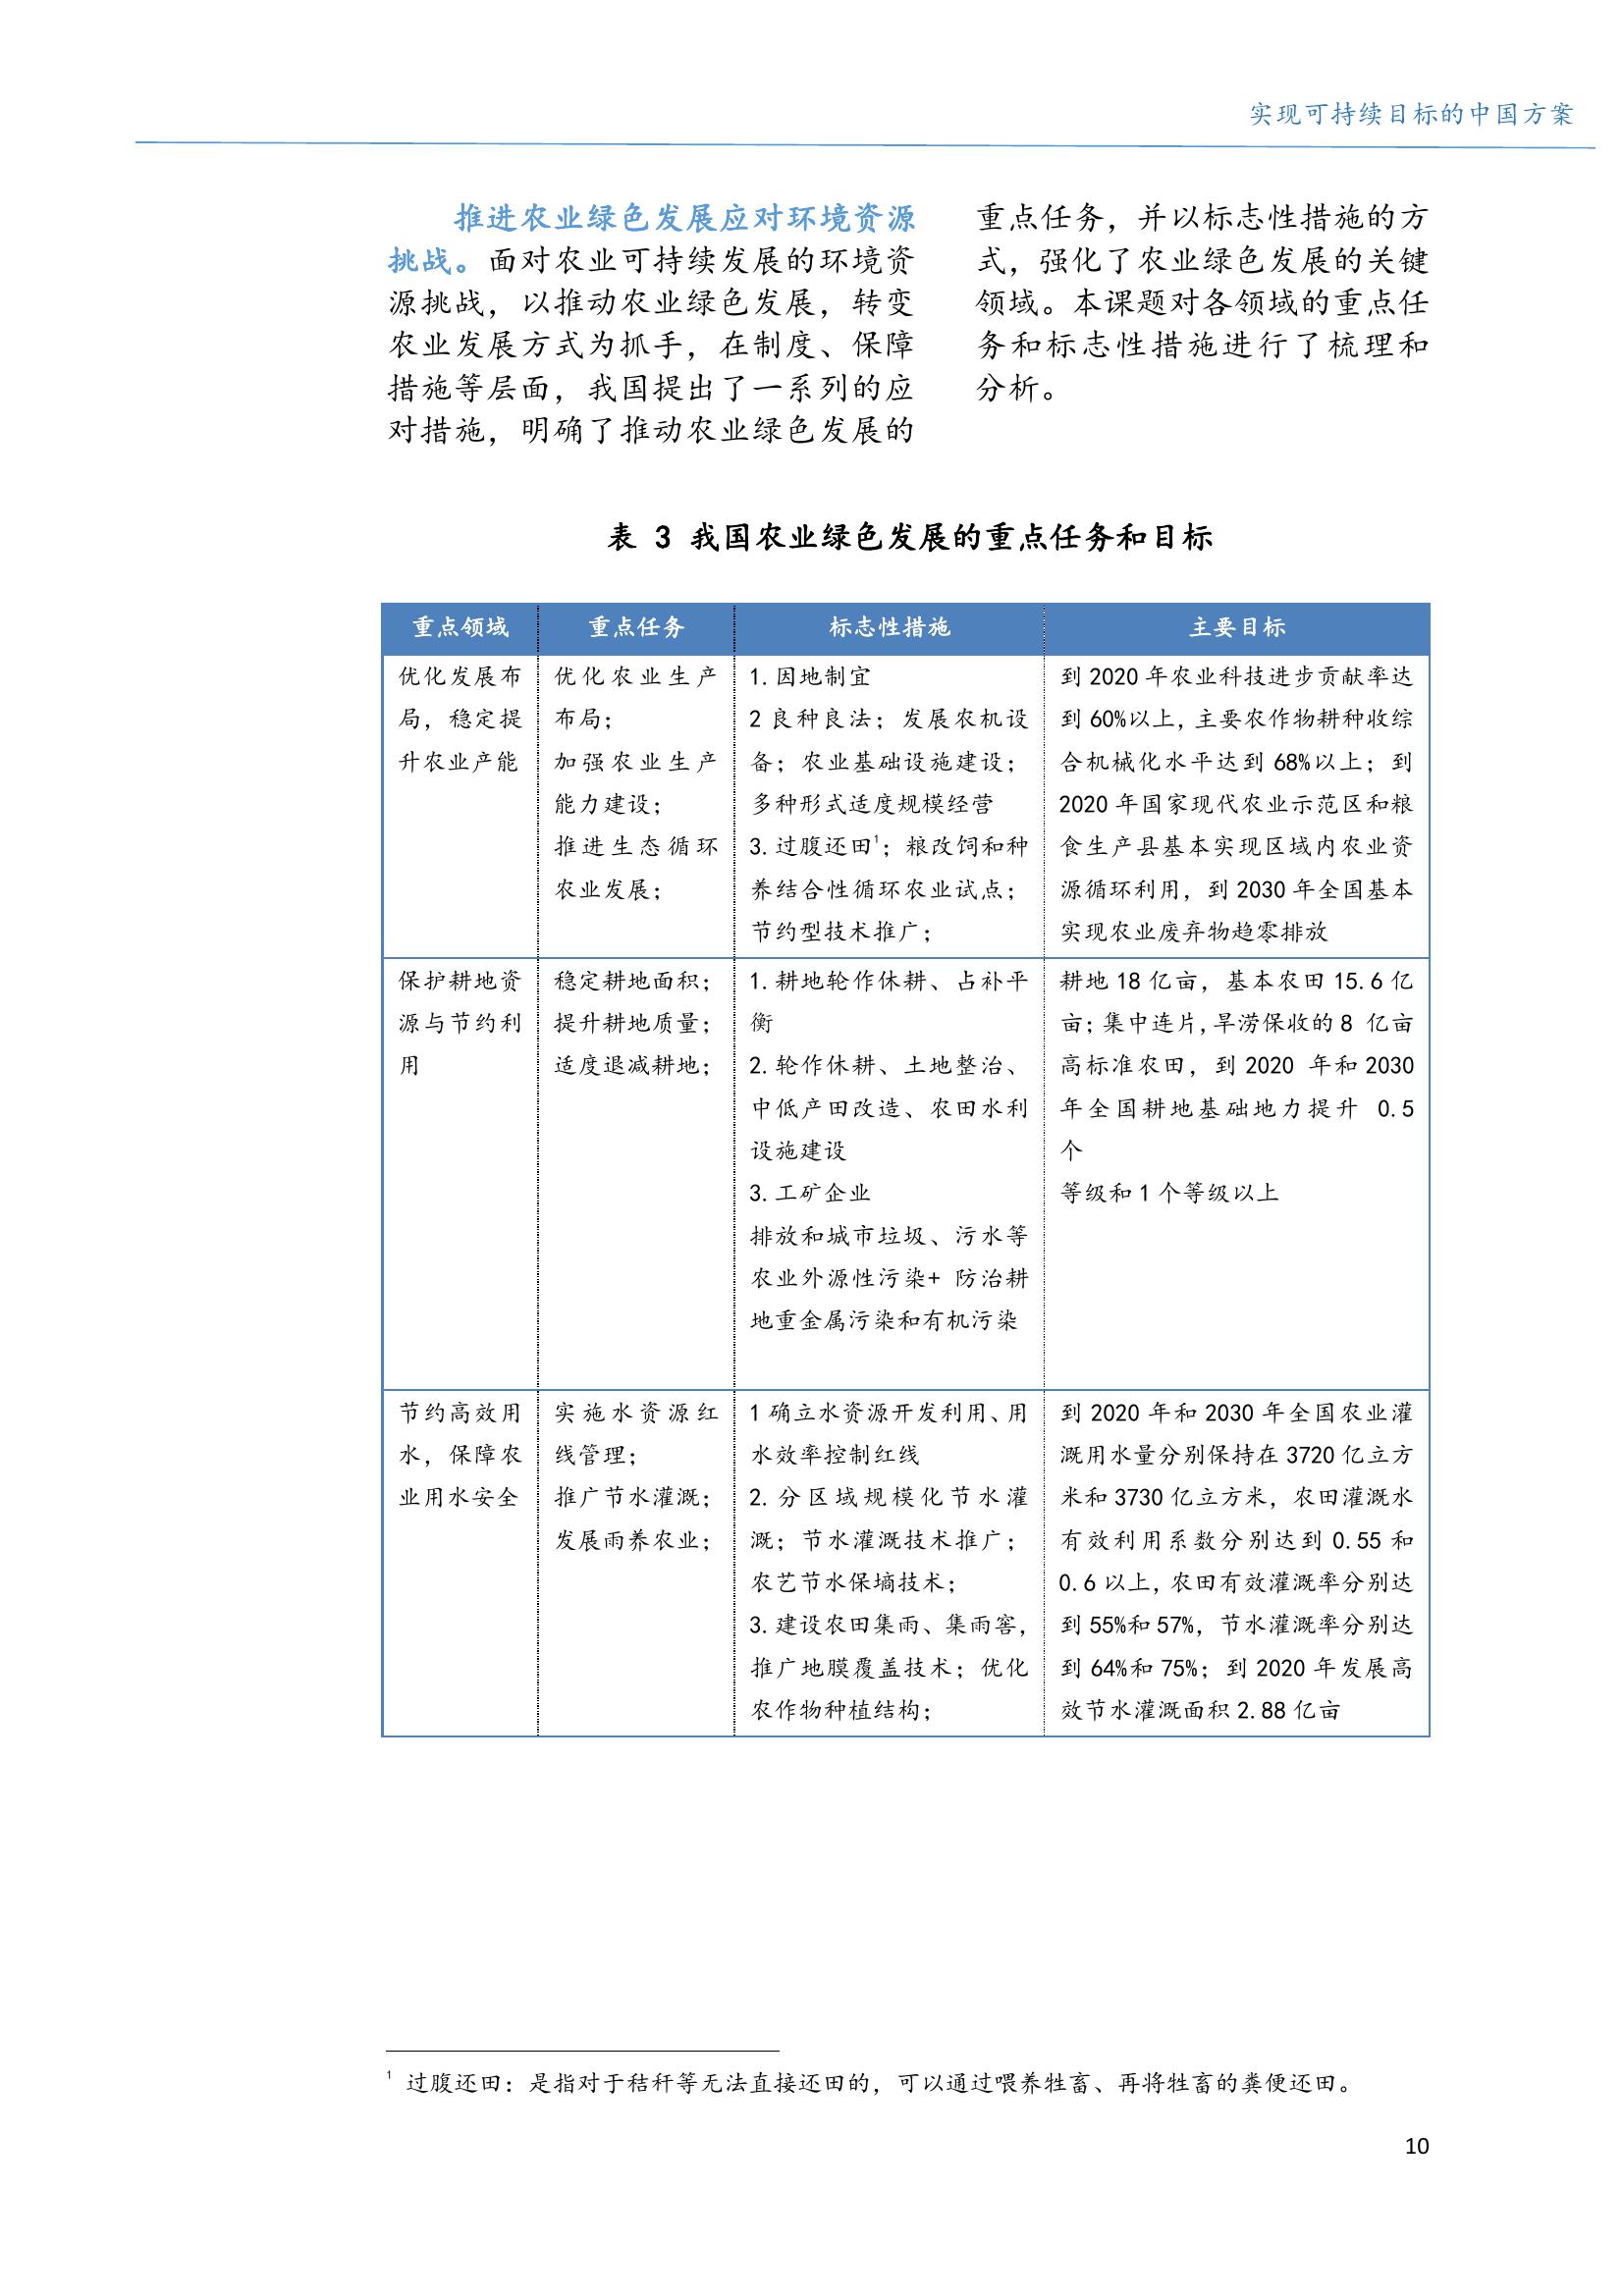 实现可持续目标的中国方案
推进农业绿色发展应对环境资源
挑战。面对农业可持续发展的环境资
源挑战，以推动农业绿色发展，转变
农业发展方式为抓手，在制度、保障
措施等层面，我国提出了一系列的应
对措施，明确了推动农业绿色发展的
重点任务，并以标志性措施的方
式，强化了农业绿色发展的关键
领域。本课题对各领域的重点任
务和标志性措施进行了梳理和
分析。
表 3 我国农业绿色发展的重点任务和目标
重点领域
重点任务
标志性措施
主要目标
优化发展布
局，稳定提
升农业产能
优化农业生产
布局；
加强农业生产
能力建设；
推进生态循环
农业发展；
1.因地制宜
2 良种良法；发展农机设
备；农业基础设施建设；
多种形式适度规模经营
3.过腹还田¹；粮改饲和种
养结合性循环农业试点；
节约型技术推广；
到 2020 年农业科技进步贡献率达
到 60%以上，主要农作物耕种收综
合机械化水平达到 68%以上；到
2020 年国家现代农业示范区和粮
食生产县基本实现区域内农业资
源循环利用，到 2030 年全国基本
实现农业废弃物趋零排放
保护耕地资
源与节约利
用
稳定耕地面积；
提升耕地质量；
适度退减耕地；
1.耕地轮作休耕、占补平
衡
2.轮作休耕、土地整治、
中低产田改造、农田水利
设施建设
3.工矿企业
排放和城市垃圾、污水等
农业外源性污染+ 防治耕
地重金属污染和有机污染
耕地 18 亿亩，基本农田 15.6 亿
亩；集中连片，旱涝保收的 8 亿亩
高标准农田，到 2020 年和 2030
年全国耕地基础地力提升 0.5
个
等级和 1 个等级以上
节约高效用
水，保障农
业用水安全
实施水资源红
线管理；
推广节水灌溉；
发展雨养农业；
1 确立水资源开发利用、用
水效率控制红线
2.分区域规模化节水灌
溉；节水灌溉技术推广；
农艺节水保墒技术；
3.建设农田集雨、集雨窖，
推广地膜覆盖技术；优化
农作物种植结构；
到 2020 年和 2030 年全国农业灌
溉用水量分别保持在 3720 亿立方
米和 3730 亿立方米，农田灌溉水
有效利用系数分别达到 0.55 和
0.6 以上，农田有效灌溉率分别达
到 55%和 57%，节水灌溉率分别达
到 64%和 75%；到 2020 年发展高
效节水灌溉面积 2.88 亿亩
¹ 过腹还田：是指对于秸秆等无法直接还田的，可以通过喂养牲畜、再将牲畜的粪便还田。
10